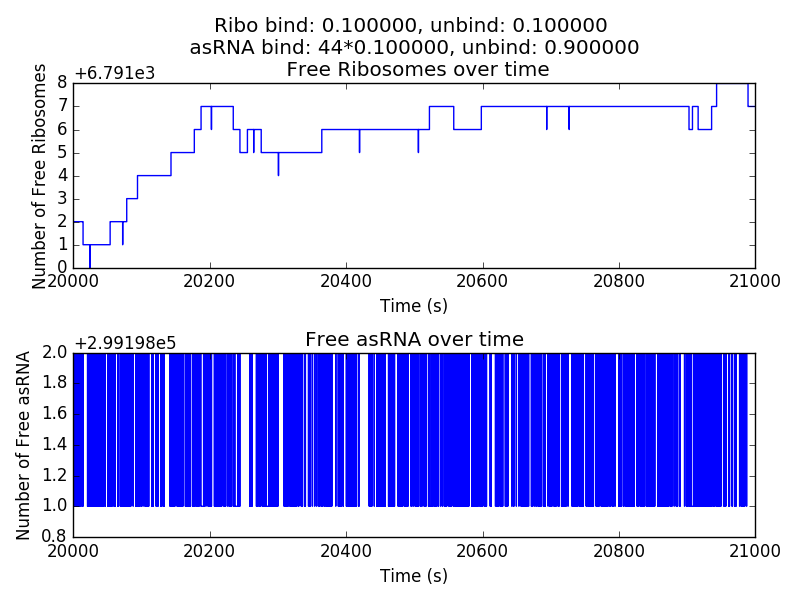 Ribo bind: 0.100000, unbind: 0.100000
asRNA bind: 44*0.100000, unbind: 0.900000
Free Ribosomes over time
+6.791e3
Number of Free Ribosomes
8
7
6
5
4
3
2
1
0
20000 20200 20400 20600 20800 21000
Time (s)
Free asRNA over time
+2.99198e5
Number of Free asRNA
2.0
1.8
1.6
1.4
1.2
1.0
0.8
20000 20200 20400 20600 20800 21000
Time (s)